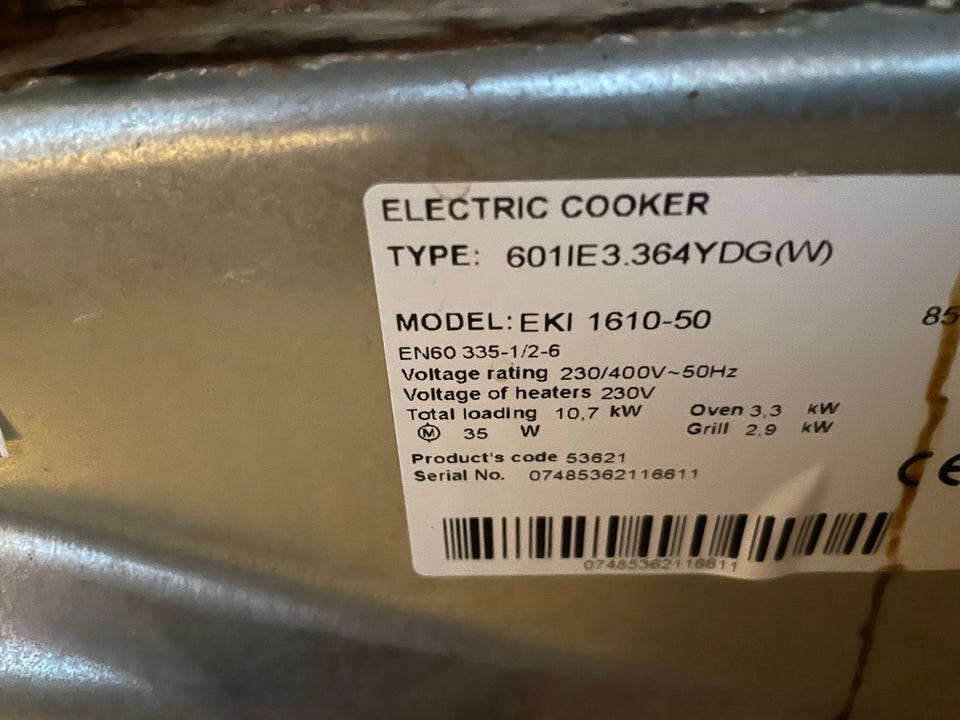 ELECTRIC COOKER
TYPE: 601IE3.364YDG(W)
MODEL: EKI 1610-50 85
EN60 335-1/2-6
Voltage rating 230/400V~50Hz
Voltage of heaters 230V
Total loading 10,7 kW Oven 3,3 kW
M 35 W Grill 2,9 kW
Product's code 53621
Serial No. 07485362116611
CE
07485362116611